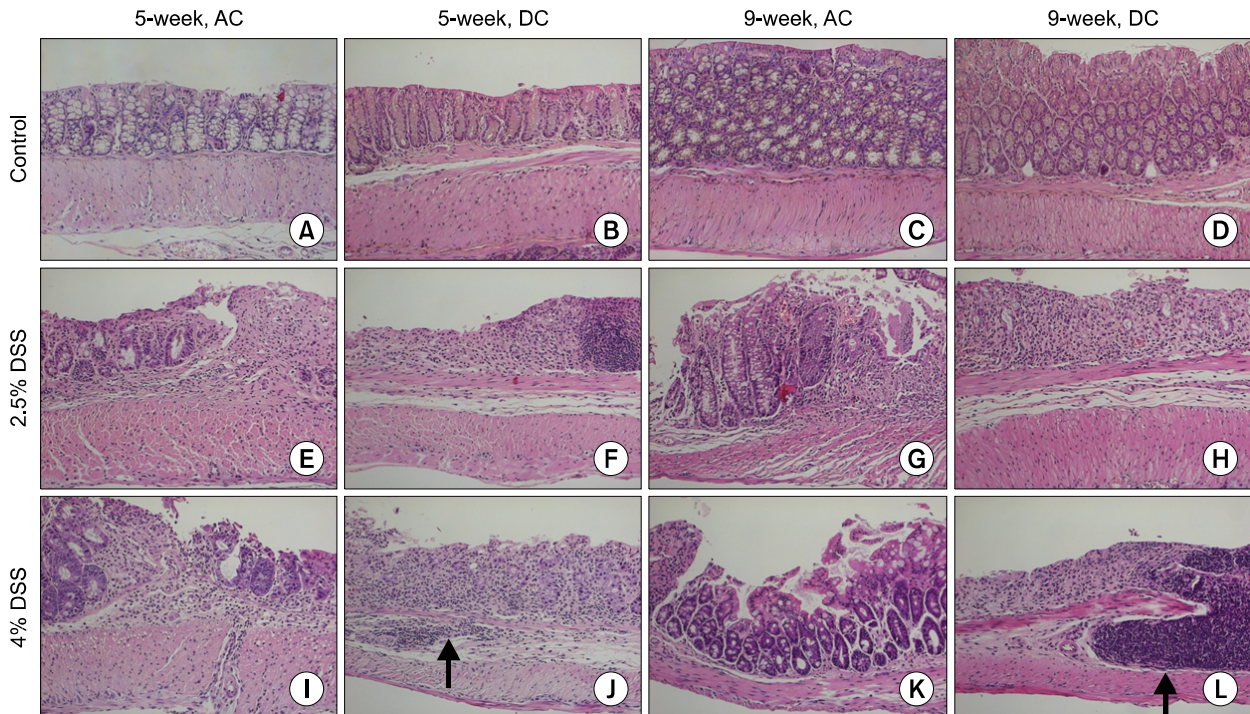 5-week, AC 5-week, DC 9-week, AC 9-week, DC
Control
A B C D
2.5% DSS
E F G H
4% DSS
I J K L